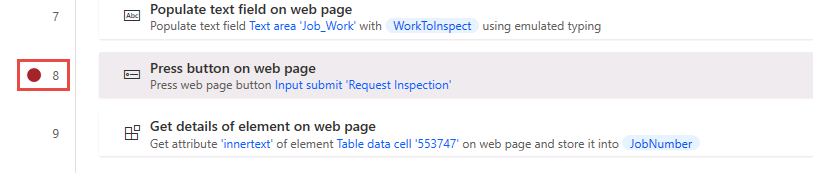 7
Abc
Populate text field on web page
Populate text field Text area 'Job_Work' with WorkToInspect using emulated typing
8
Press button on web page
Press web page button Input submit 'Request Inspection'
9
Get details of element on web page
Get attribute 'innertext' of element Table data cell '553747' on web page and store it into JobNumber